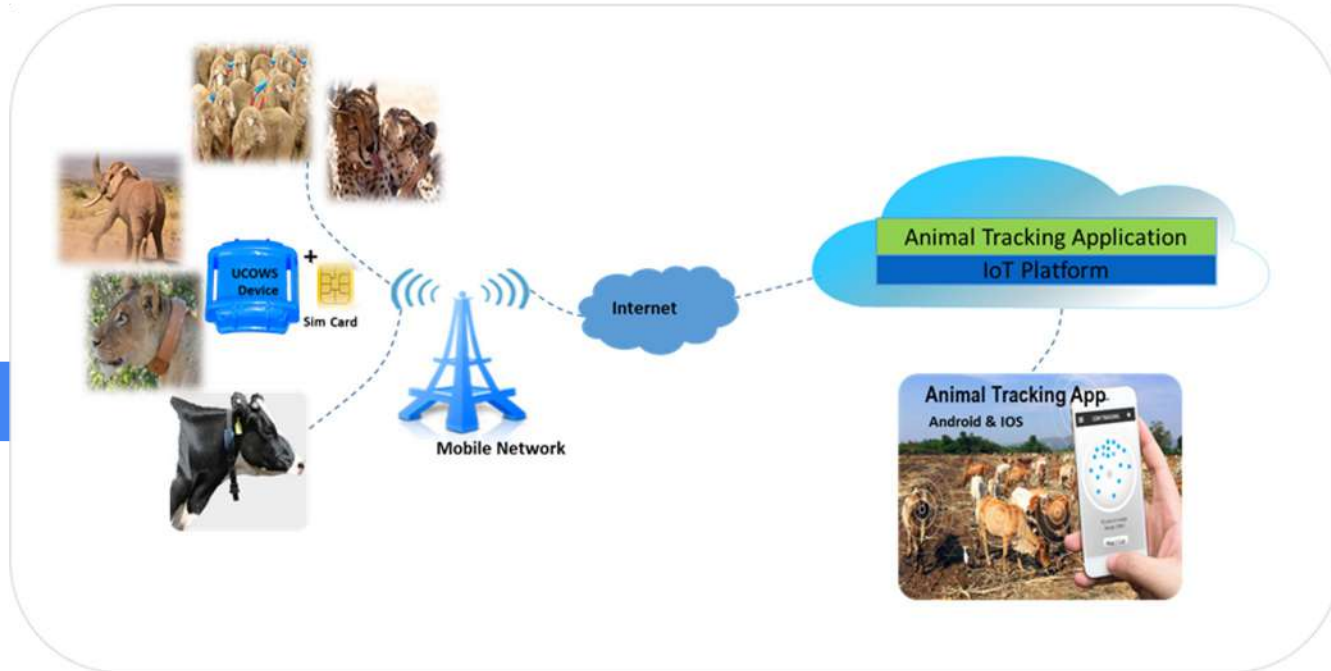 UCOWS
Device
+
Sim Card
Mobile Network
Internet
Animal Tracking Application
IoT Platform
Animal Tracking App
Android & IOS